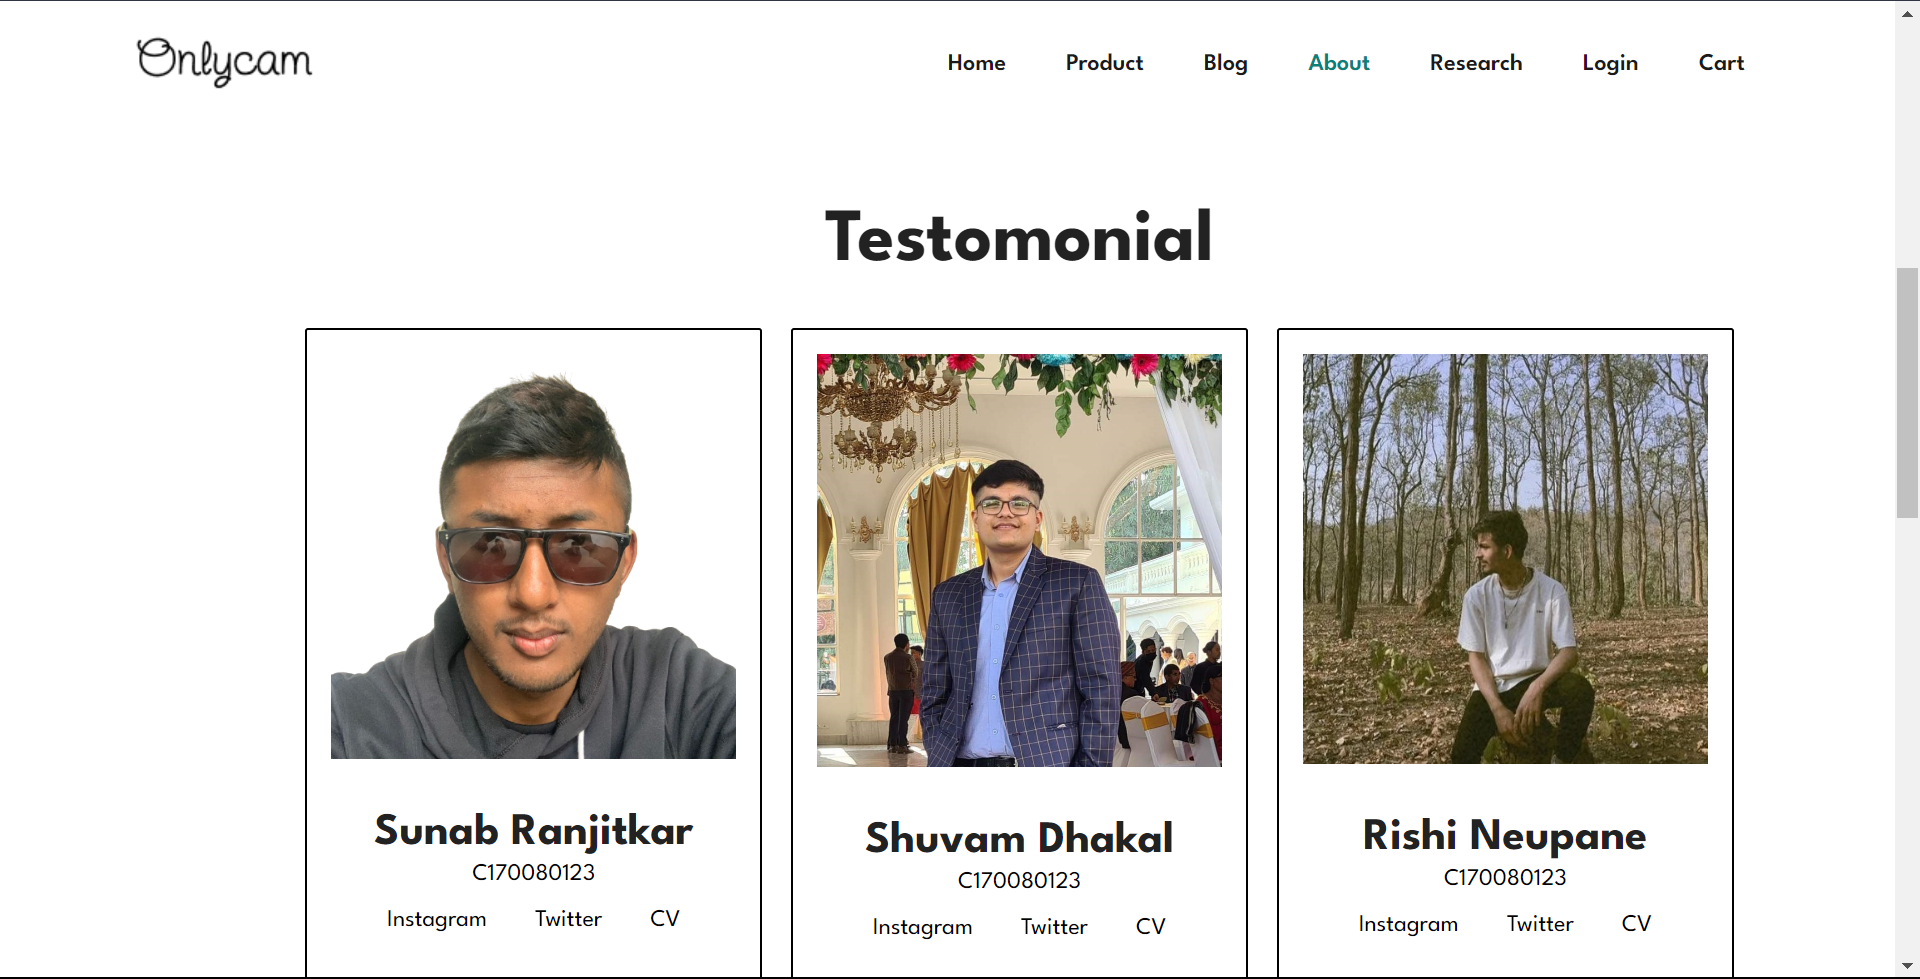 Onlycam
Home Product Blog About Research Login Cart
Testomonial
Sunab Ranjitkar
C170080123
Instagram Twitter CV
Shuvam Dhakal
C170080123
Instagram Twitter CV
Rishi Neupane
C170080123
Instagram Twitter CV